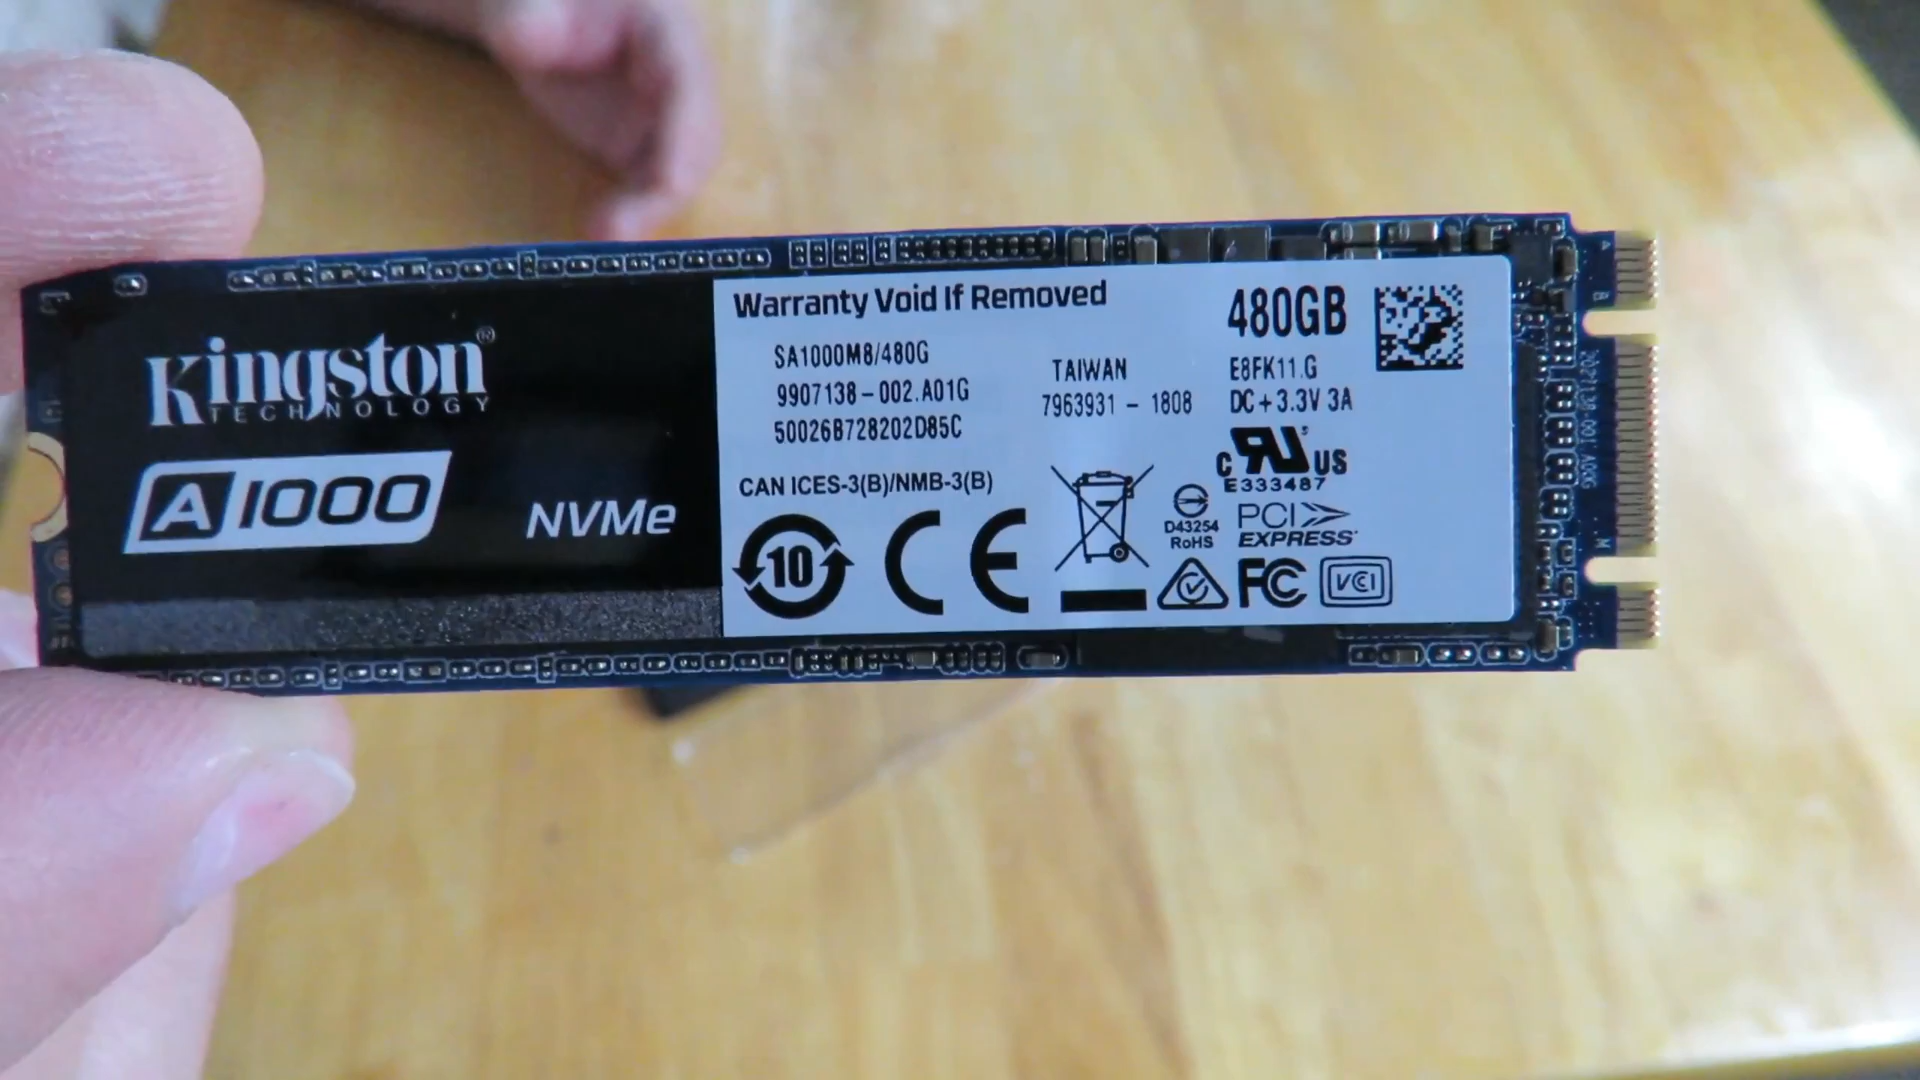 Kingston®
TECHNOLOGY
A1000
NVMe
Warranty Void If Removed
SA1000M8/480G
9907138-002.A01G
50026B728202D85C
TAIWAN
7963931 - 1808
480GB
E8FK11.G
DC+3.3V 3A
CAN ICES-3(B)/NMB-3(B)
c RU US
E333487
10
CE
D43254
RoHS
PCI
EXPRESS
FC
VCI
A
B
M